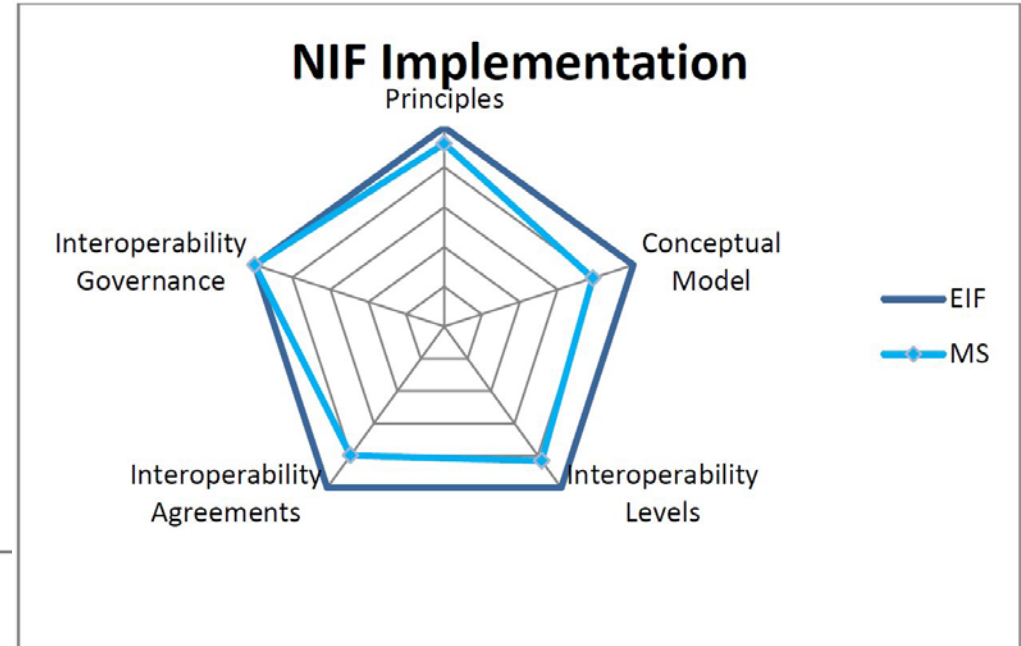 NIF Implementation
Principles
Interoperability
Governance
Conceptual
Model
EIF
MS
Interoperability
Agreements
Interoperability
Levels